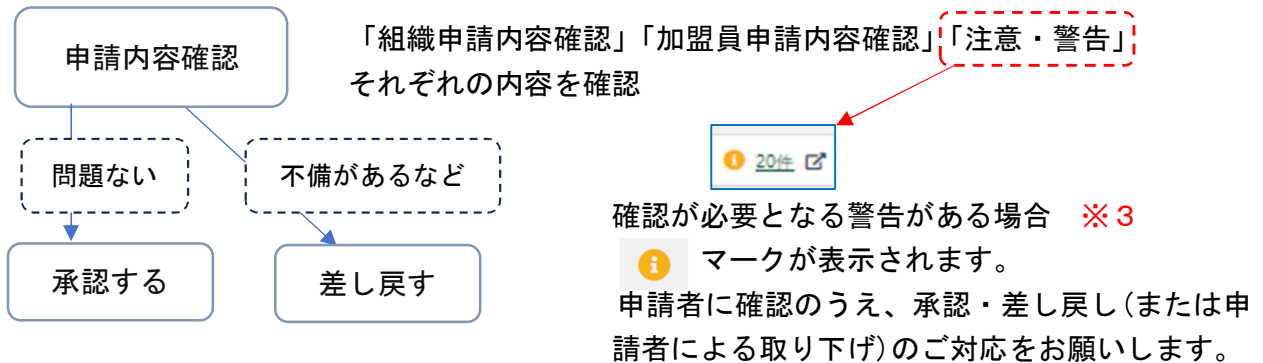 申請内容確認
「組織申請内容確認」「加盟員申請内容確認」「注意・警告」
それぞれの内容を確認
問題ない
不備があるなど
承認する
差し戻す
20件
確認が必要となる警告がある場合　※３
マークが表示されます。
申請者に確認のうえ、承認・差し戻し(または申
請者による取り下げ)のご対応をお願いします。